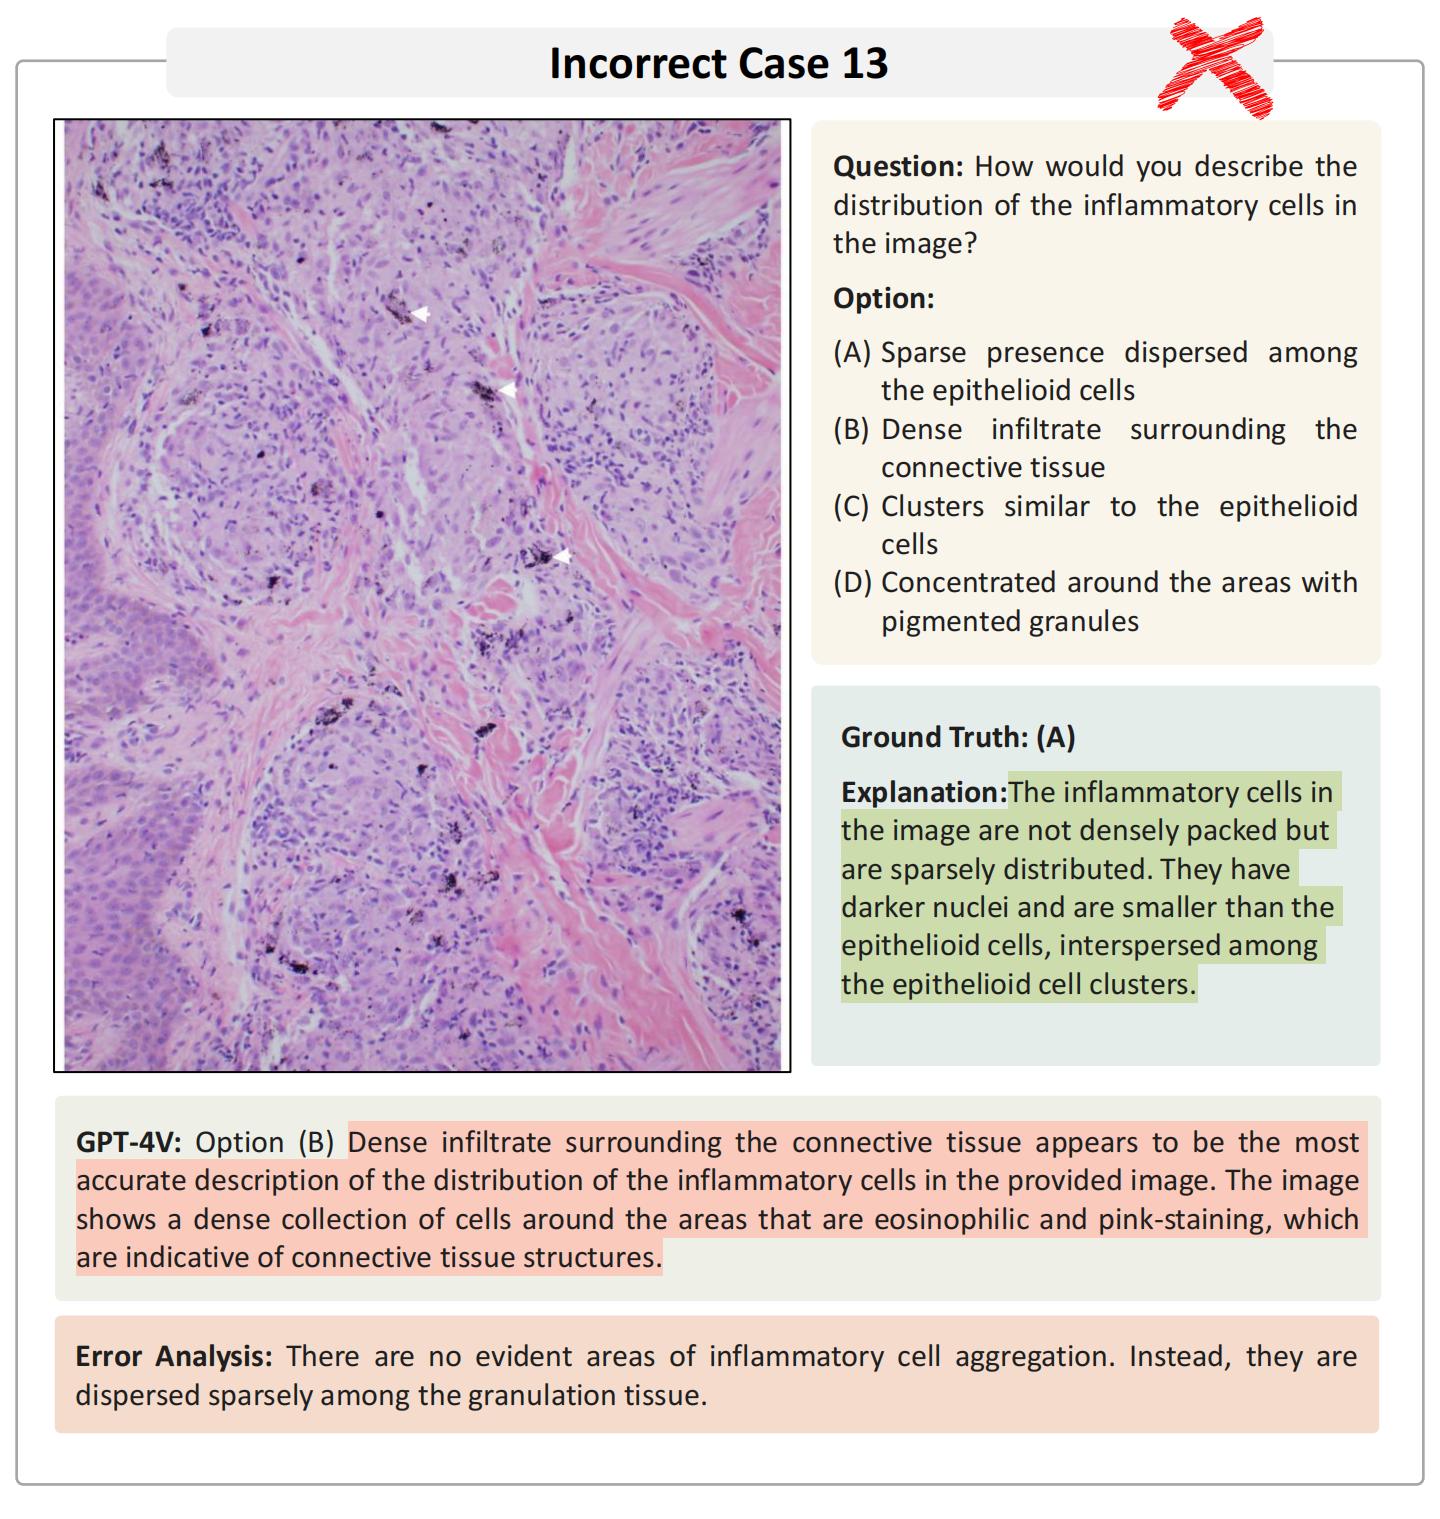 Incorrect Case 13
Question: How would you describe the
distribution of the inflammatory cells in
the image?
Option:
(A) Sparse presence dispersed among
the epithelioid cells
(B) Dense infiltrate surrounding the
connective tissue
(C) Clusters similar to the epithelioid
cells
(D) Concentrated around the areas with
pigmented granules
Ground Truth: (A)
Explanation:The inflammatory cells in
the image are not densely packed but
are sparsely distributed. They have
darker nuclei and are smaller than the
epithelioid cells, interspersed among
the epithelioid cell clusters.
GPT-4V: Option (B) Dense infiltrate surrounding the connective tissue appears to be the most
accurate description of the distribution of the inflammatory cells in the provided image. The image
shows a dense collection of cells around the areas that are eosinophilic and pink-staining, which
are indicative of connective tissue structures.
Error Analysis: There are no evident areas of inflammatory cell aggregation. Instead, they are
dispersed sparsely among the granulation tissue.